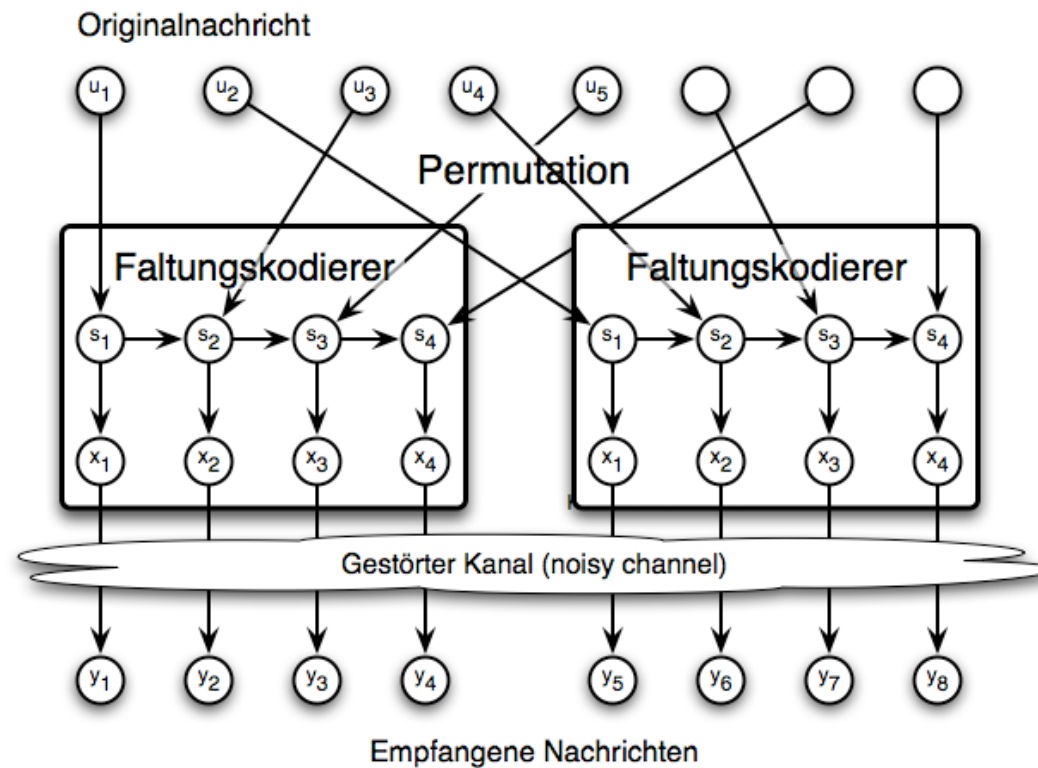 Originalnachricht
u1 u2 u3 u4 u5
Permutation
Faltungskodierer Faltungskodierer
s1 s2 s3 s4 s1 s2 s3 s4
x1 x2 x3 x4 x1 x2 x3 x4
Gestörter Kanal (noisy channel)
y1 y2 y3 y4 y5 y6 y7 y8
Empfangene Nachrichten